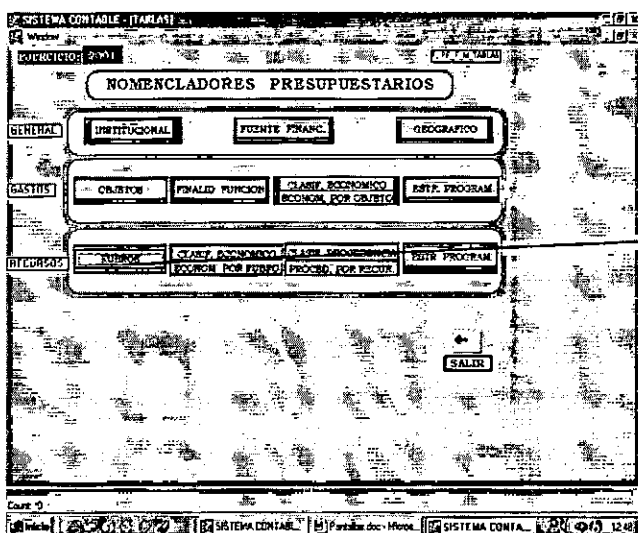 SISTEMA CONTABLE - [TABLAS]
Window
EJERCICIO: 2001
NOMENCLADORES PRESUPUESTARIOS
GENERAL
INSTITUCIONAL FUENTE FINANC. GEOGRAFICO
GASTOS
OBJETOS FINALID FUNCION CLASIF. ECONOMICO ESTR. PROGRAM.
ECONOM. POR OBJETO
RECURSOS
RUBROS CLASIF. ECONOMICO CLASIF. PROCEDENCIA ESTR PROGRAM.
ECONOM POR RUBRO PROCED. POR RECUR.
SALIR
Count: *0
Inicio SISTEMA CONTABL... Pantallas.doc - Micros... SISTEMA CONTA... 12:48